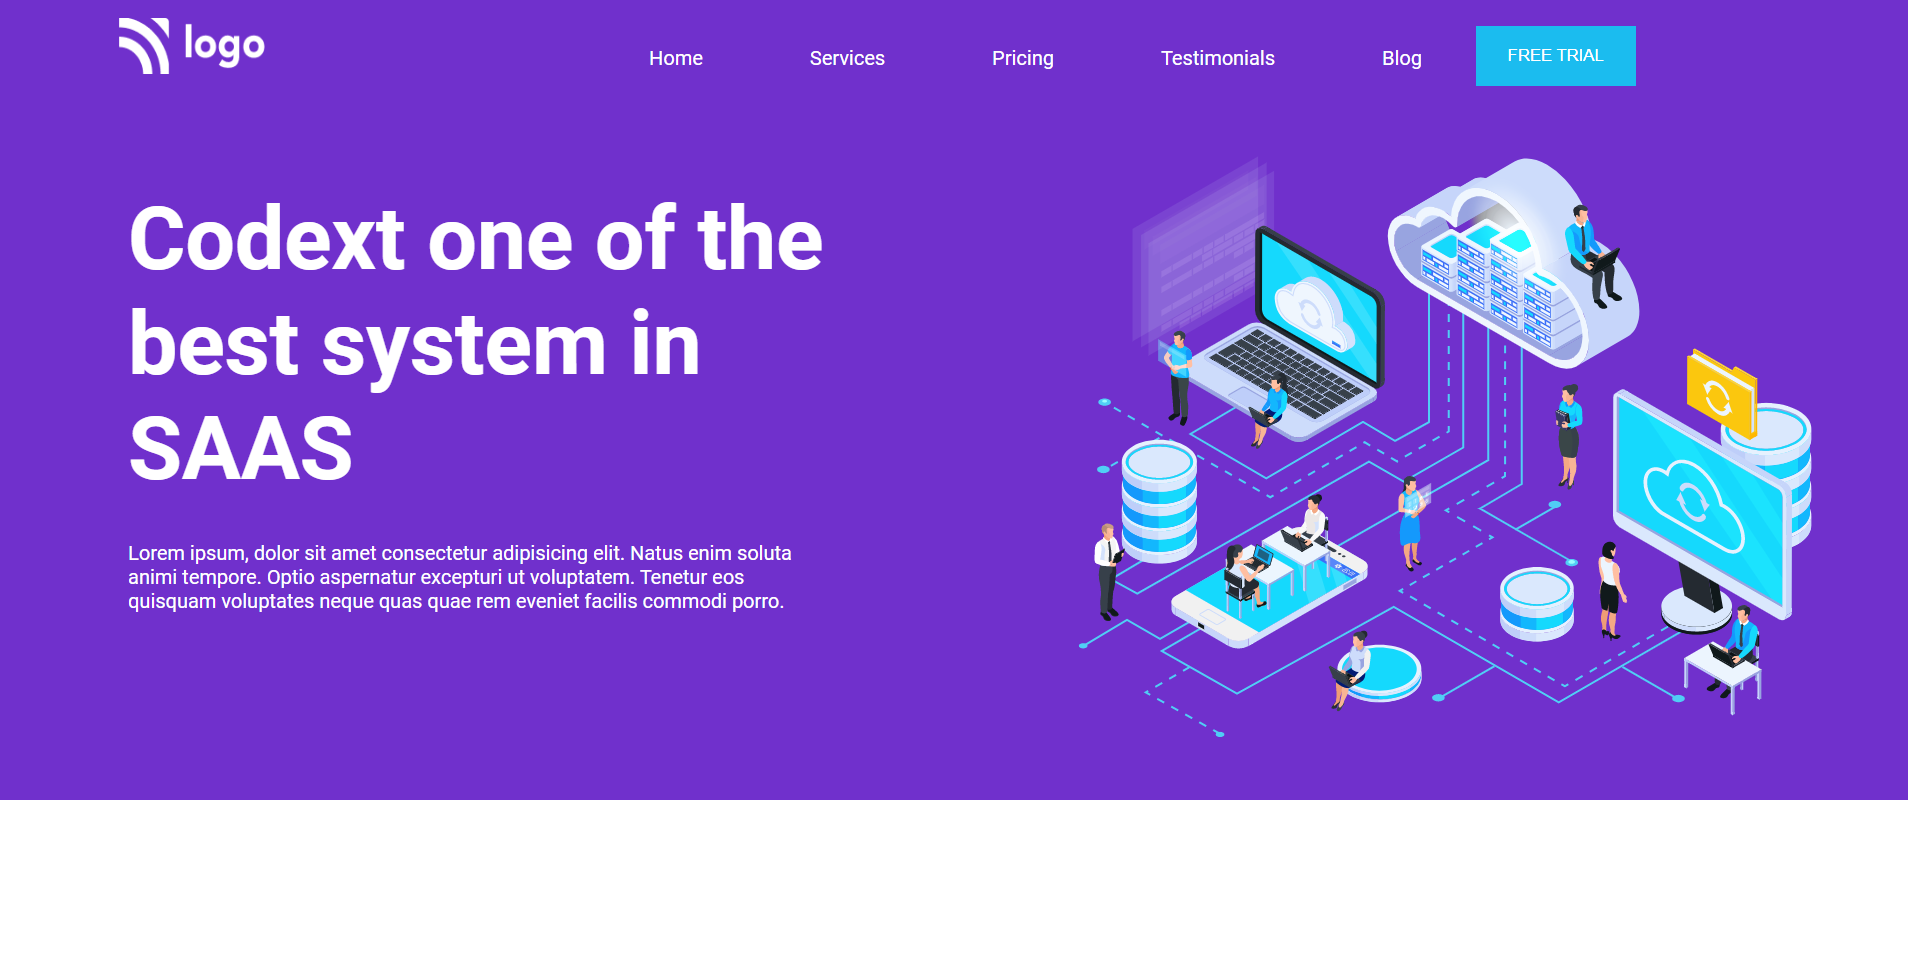 logo
Home Services Pricing Testimonials Blog FREE TRIAL
Codext one of the
best system in
SAAS
Lorem ipsum, dolor sit amet consectetur adipisicing elit. Natus enim soluta
animi tempore. Optio aspernatur excepturi ut voluptatem. Tenetur eos
quisquam voluptates neque quas quae rem eveniet facilis commodi porro.